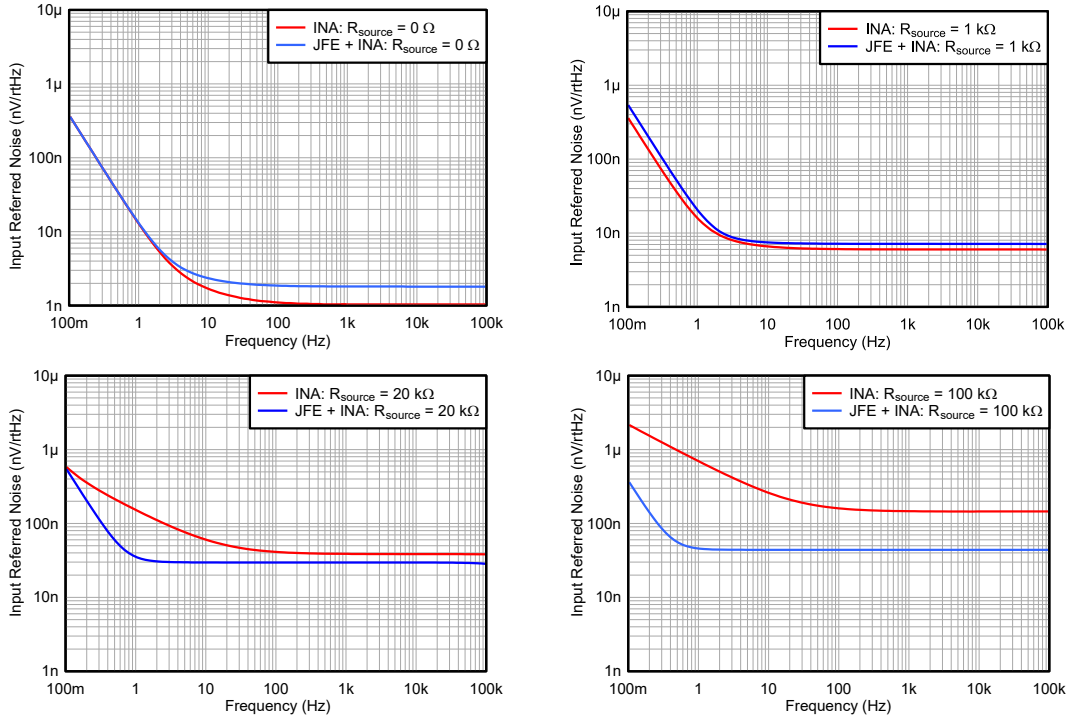 10µ
1µ
100n
10n
1n
Input Referred Noise (nV/rtHz)
INA: Rsource = 0 Ω
JFE + INA: Rsource = 0 Ω
100m 1 10 100 1k 10k 100k
Frequency (Hz)
10µ
1µ
100n
10n
1n
Input Referred Noise (nV/rtHz)
INA: Rsource = 1 kΩ
JFE + INA: Rsource = 1 kΩ
100m 1 10 100 1k 10k 100k
Frequency (Hz)
10µ
1µ
100n
10n
1n
Input Referred Noise (nV/rtHz)
INA: Rsource = 20 kΩ
JFE + INA: Rsource = 20 kΩ
100m 1 10 100 1k 10k 100k
Frequency (Hz)
10µ
1µ
100n
10n
1n
Input Referred Noise (nV/rtHz)
INA: Rsource = 100 kΩ
JFE + INA: Rsource = 100 kΩ
100m 1 10 100 1k 10k 100k
Frequency (Hz)